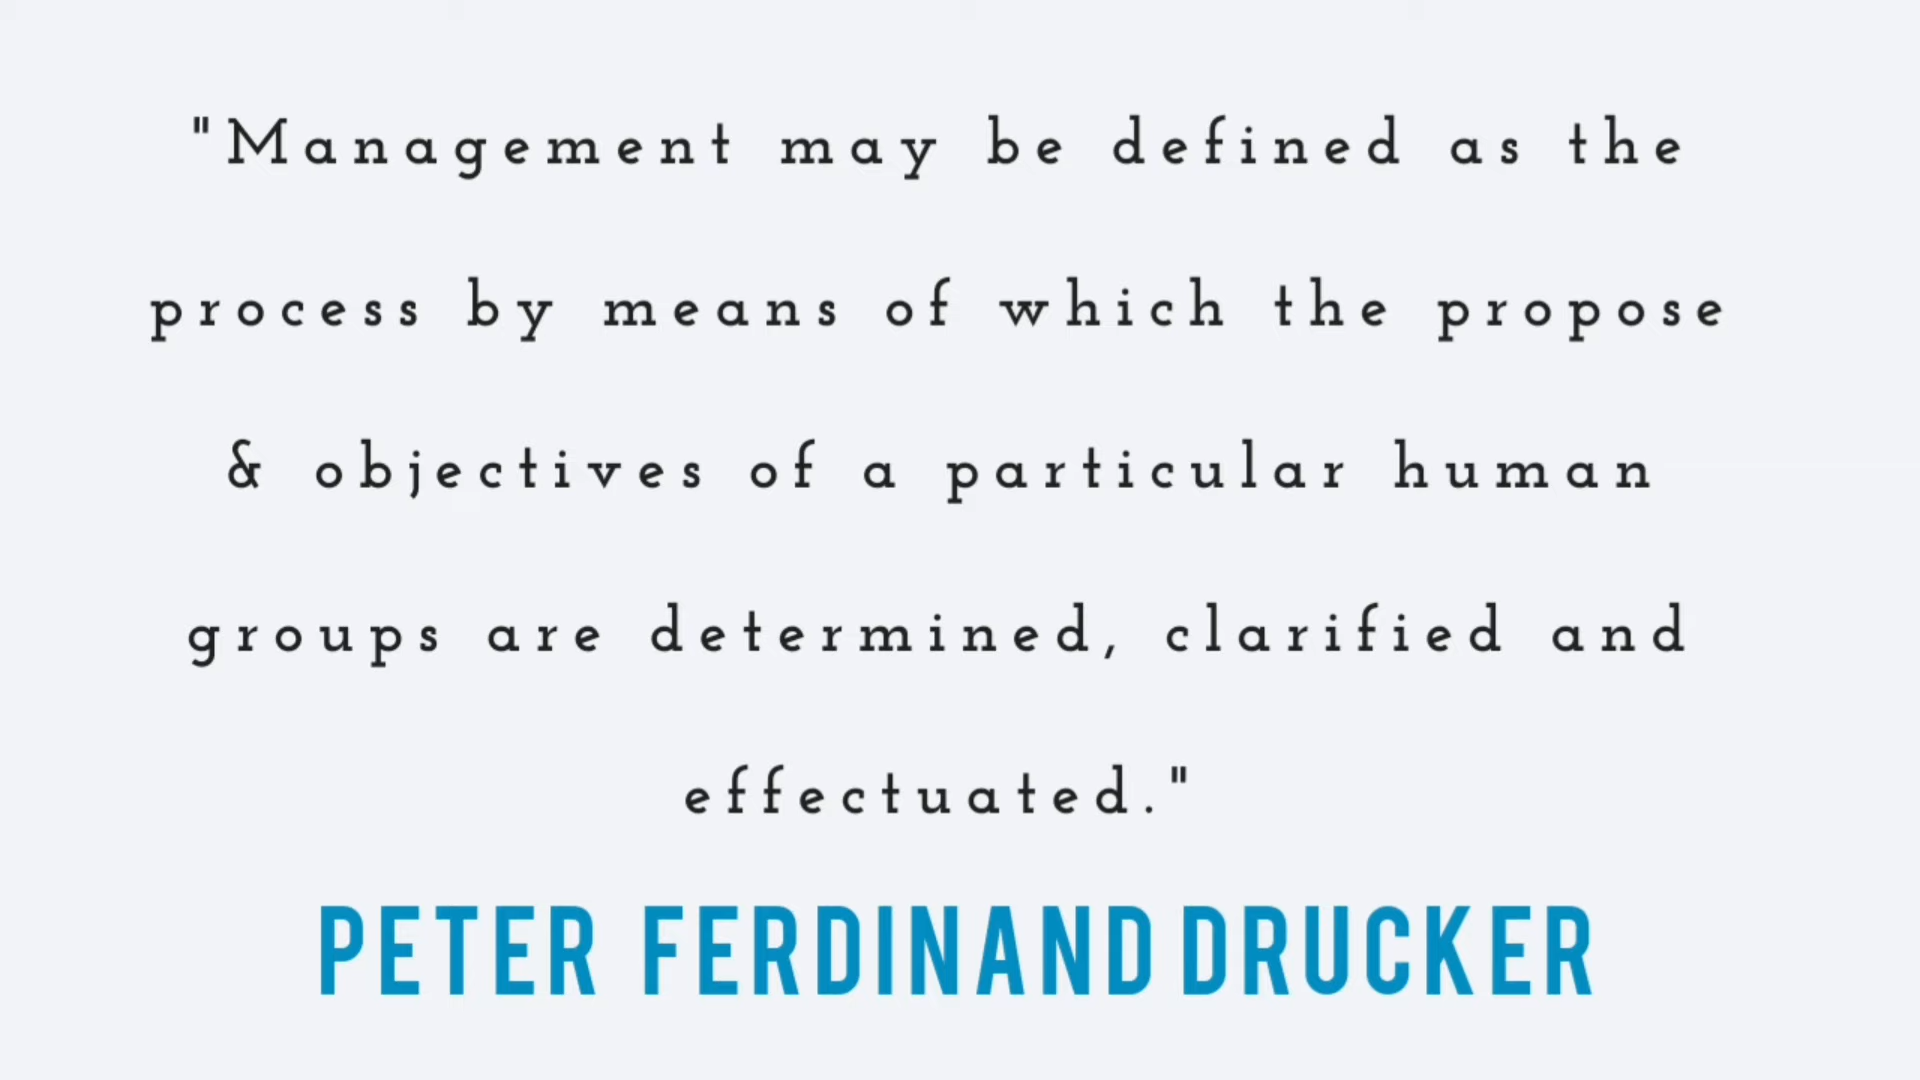 "Management may be defined as the
process by means of which the propose
& objectives of a particular human
groups are determined, clarified and
effectuated."
PETER FERDINAND DRUCKER